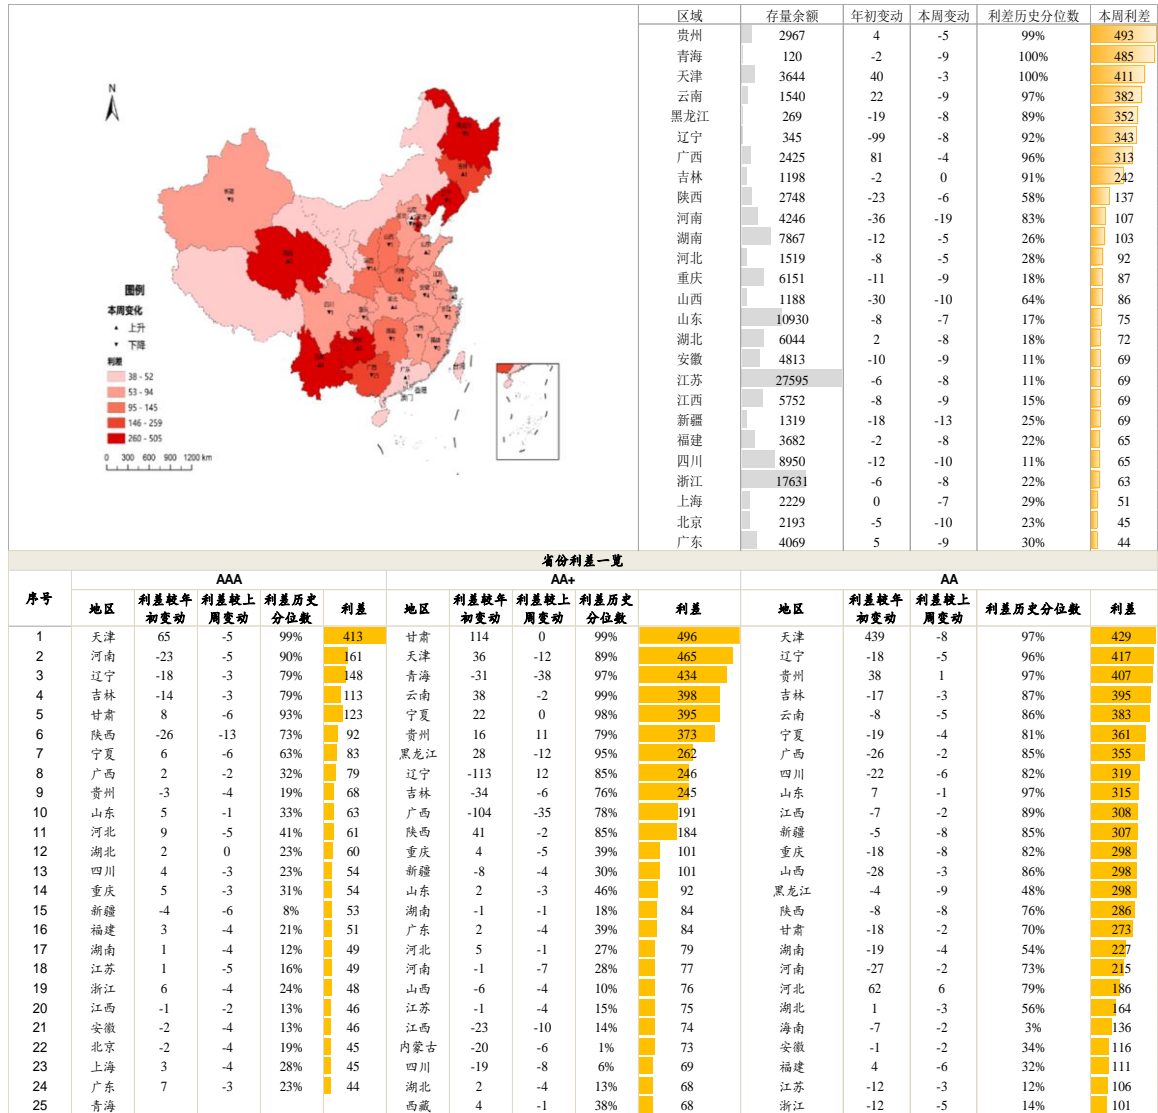 N
图例
本周变化
上升
下降
利差
38 - 52
53 - 94
95 - 145
146 - 259
260 - 505
0 300 600 900 1200 km
台湾
香港
澳门
区域 存量余额 年初变动 本周变动 利差历史分位数 本周利差
贵州 2967 4 -5 99% 493
青海 120 -2 -9 100% 485
天津 3644 40 -3 100% 411
云南 1540 22 -9 97% 382
黑龙江 269 -19 -8 89% 352
辽宁 345 -99 -8 92% 343
广西 2425 81 -4 96% 313
吉林 1198 -2 0 91% 242
陕西 2748 -23 -6 58% 137
河南 4246 -36 -19 83% 107
湖南 7867 -12 -5 26% 103
河北 1519 -8 -5 28% 92
重庆 6151 -11 -9 18% 87
山西 1188 -30 -10 64% 86
山东 10930 -8 -7 17% 75
湖北 6044 2 -8 18% 72
安徽 4813 -10 -9 11% 69
江苏 27595 -6 -8 11% 69
江西 5752 -8 -9 15% 69
新疆 1319 -18 -13 25% 69
福建 3682 -2 -8 22% 65
四川 8950 -12 -10 11% 65
浙江 17631 -6 -8 22% 63
上海 2229 0 -7 29% 51
北京 2193 -5 -10 23% 45
广东 4069 5 -9 30% 44
省份利差一览
序号 AAA AA+ AA
地区 利差较年初变动 利差较上周变动 利差历史分位数 利差 地区 利差较年初变动 利差较上周变动 利差历史分位数 利差 地区 利差较年初变动 利差较上周变动 利差历史分位数 利差
1 天津 65 -5 99% 413 甘肃 114 0 99% 496 天津 439 -8 97% 429
2 河南 -23 -5 90% 161 天津 36 -12 89% 465 辽宁 -18 -5 96% 417
3 辽宁 -18 -3 79% 148 青海 -31 -38 97% 434 贵州 38 1 97% 407
4 吉林 -14 -3 79% 113 云南 38 -2 99% 398 吉林 -17 -3 87% 395
5 甘肃 8 -6 93% 123 宁夏 22 0 98% 395 云南 -8 -5 86% 383
6 陕西 -26 -13 73% 92 贵州 16 11 79% 373 宁夏 -19 -4 81% 361
7 宁夏 6 -6 63% 83 黑龙江 28 -12 95% 262 广西 -26 -2 85% 355
8 广西 2 -2 32% 79 辽宁 -113 12 85% 246 四川 -22 -6 82% 319
9 贵州 -3 -4 19% 68 吉林 -34 -6 76% 245 山东 7 -1 97% 315
10 山东 5 -1 33% 63 广西 -104 -35 78% 191 江西 -7 -2 89% 308
11 河北 9 -5 41% 61 陕西 41 -2 85% 184 新疆 -5 -8 85% 307
12 湖北 2 0 23% 60 重庆 4 -5 39% 101 重庆 -18 -8 82% 298
13 四川 4 -3 23% 54 新疆 -8 -4 30% 101 山西 -28 -3 86% 298
14 重庆 5 -3 31% 54 山东 2 -3 46% 92 黑龙江 -4 -9 48% 298
15 新疆 -4 -6 8% 53 湖南 -1 -1 18% 84 陕西 -8 -8 76% 286
16 福建 3 -4 21% 51 广东 2 -4 39% 84 甘肃 -18 -2 70% 273
17 湖南 1 -4 12% 49 河北 5 -1 27% 79 湖南 -19 -4 54% 227
18 江苏 1 -5 16% 49 河南 -1 -7 28% 77 河南 -27 -2 73% 215
19 浙江 6 -4 24% 48 山西 -6 -4 10% 76 河北 62 6 79% 186
20 江西 -1 -2 13% 46 江苏 -1 -4 15% 75 湖北 1 -3 56% 164
21 安徽 -2 -4 13% 46 江西 -23 -10 14% 74 海南 -7 -2 3% 136
22 北京 -2 -4 19% 45 内蒙古 -20 -6 1% 73 安徽 -1 -2 34% 116
23 上海 3 -4 28% 45 四川 -19 -8 6% 69 福建 4 -6 32% 111
24 广东 7 -3 23% 44 湖北 2 -4 13% 68 江苏 -12 -3 12% 106
25 青海 西藏 4 -1 38% 68 浙江 -12 -5 14% 101